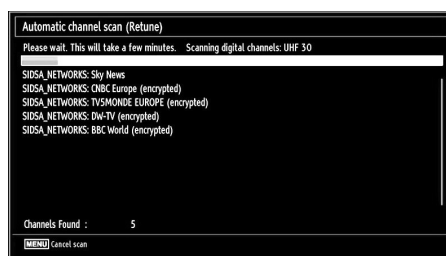 Automatic channel scan (Retune)
Please wait. This will take a few minutes. Scanning digital channels: UHF 30
SIDSA_NETWORKS: Sky News
SIDSA_NETWORKS: CNBC Europe (encrypted)
SIDSA_NETWORKS: TV5MONDE EUROPE (encrypted)
SIDSA_NETWORKS: DW-TV (encrypted)
SIDSA_NETWORKS: BBC World (encrypted)
Channels Found : 5
MENU Cancel scan